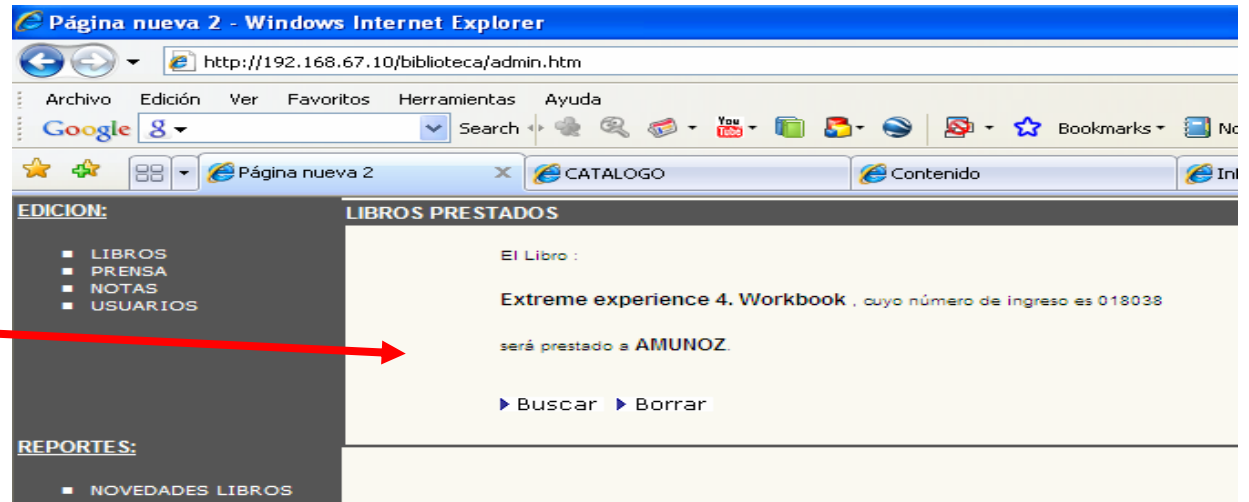 Página nueva 2 - Windows Internet Explorer
http://192.168.67.10/biblioteca/admin.htm
Archivo Edición Ver Favoritos Herramientas Ayuda
Google Search You Tube Bookmarks
Página nueva 2 CATALOGO Contenido
EDICION:
LIBROS
PRENSA
NOTAS
USUARIOS
LIBROS PRESTADOS
El Libro :
Extreme experience 4. Workbook , cuyo número de ingreso es 018038
será prestado a AMUNOZ.
Buscar Borrar
REPORTES:
NOVEDADES LIBROS